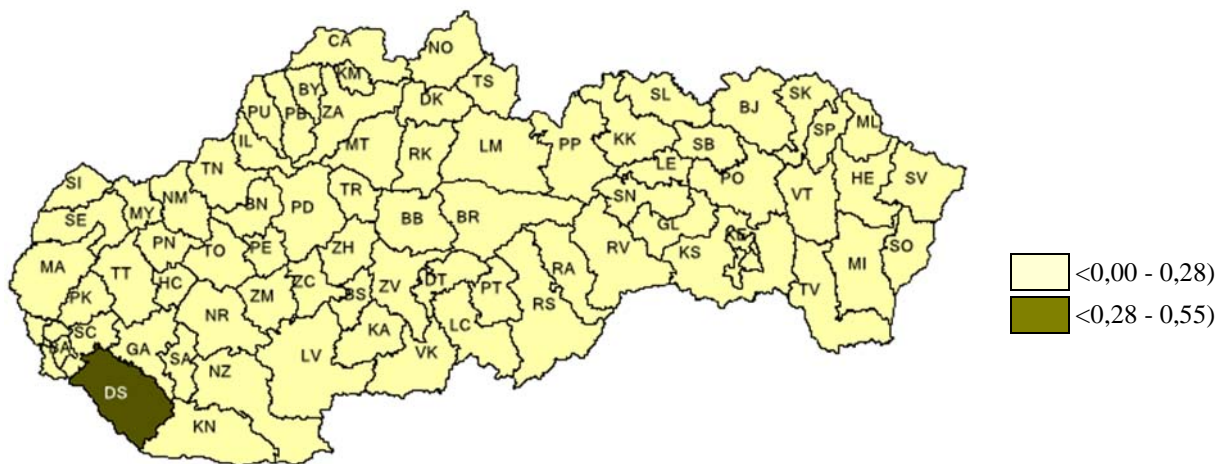 CA
NO
KM
TS
BY
PU
PB
ZA
DK
SL
SK
BJ
SP
ML
IL
MT
RK
LM
PP
KK
SB
LE
PO
VT
HE
SV
TN
SI
NM
BN
PD
TR
SN
SE
MY
BB
BR
GL
PN
TO
PE
ZH
RV
KS
KE
SO
MA
TT
HC
ZM
ZC
BS
ZV
DT
PT
RA
RS
MI
TV
PK
NR
SC
BA
GA
SA
NZ
LV
KA
VK
LC
DS
KN
<0,00 - 0,28)
<0,28 - 0,55)